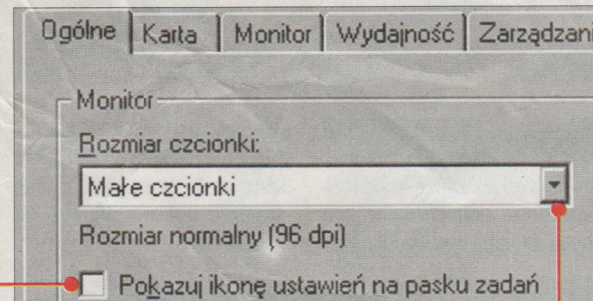 Ogólne Karta Monitor Wydajność
Monitor
Rozmiar czcionki:
Małe czcionki
Rozmiar normalny (96 dpi)
Pokazuj ikonę ustawień na pasku zadań